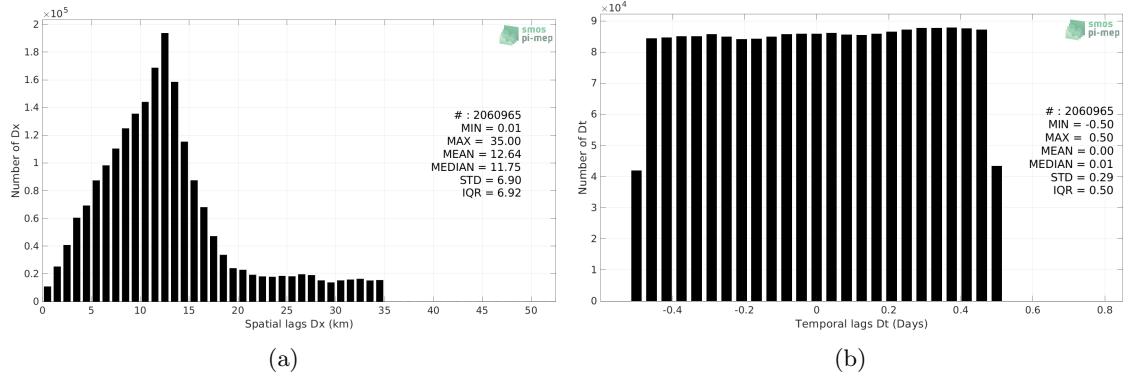 ×10⁵
2
1.8
1.6
1.4
1.2
1
0.8
0.6
0.4
0.2
0
Number of Dx
0 5 10 15 20 25 30 35 40 45 50
Spatial lags Dx (km)
smos
pi-mep
# : 2060965
MIN = 0.01
MAX = 35.00
MEAN = 12.64
MEDIAN = 11.75
STD = 6.90
IQR = 6.92
(a)
×10⁴
9
8
7
6
5
4
3
2
1
0
Number of Dt
-0.4 -0.2 0 0.2 0.4 0.6 0.8
Temporal lags Dt (Days)
smos
pi-mep
# : 2060965
MIN = -0.50
MAX = 0.50
MEAN = 0.00
MEDIAN = 0.01
STD = 0.29
IQR = 0.50
(b)